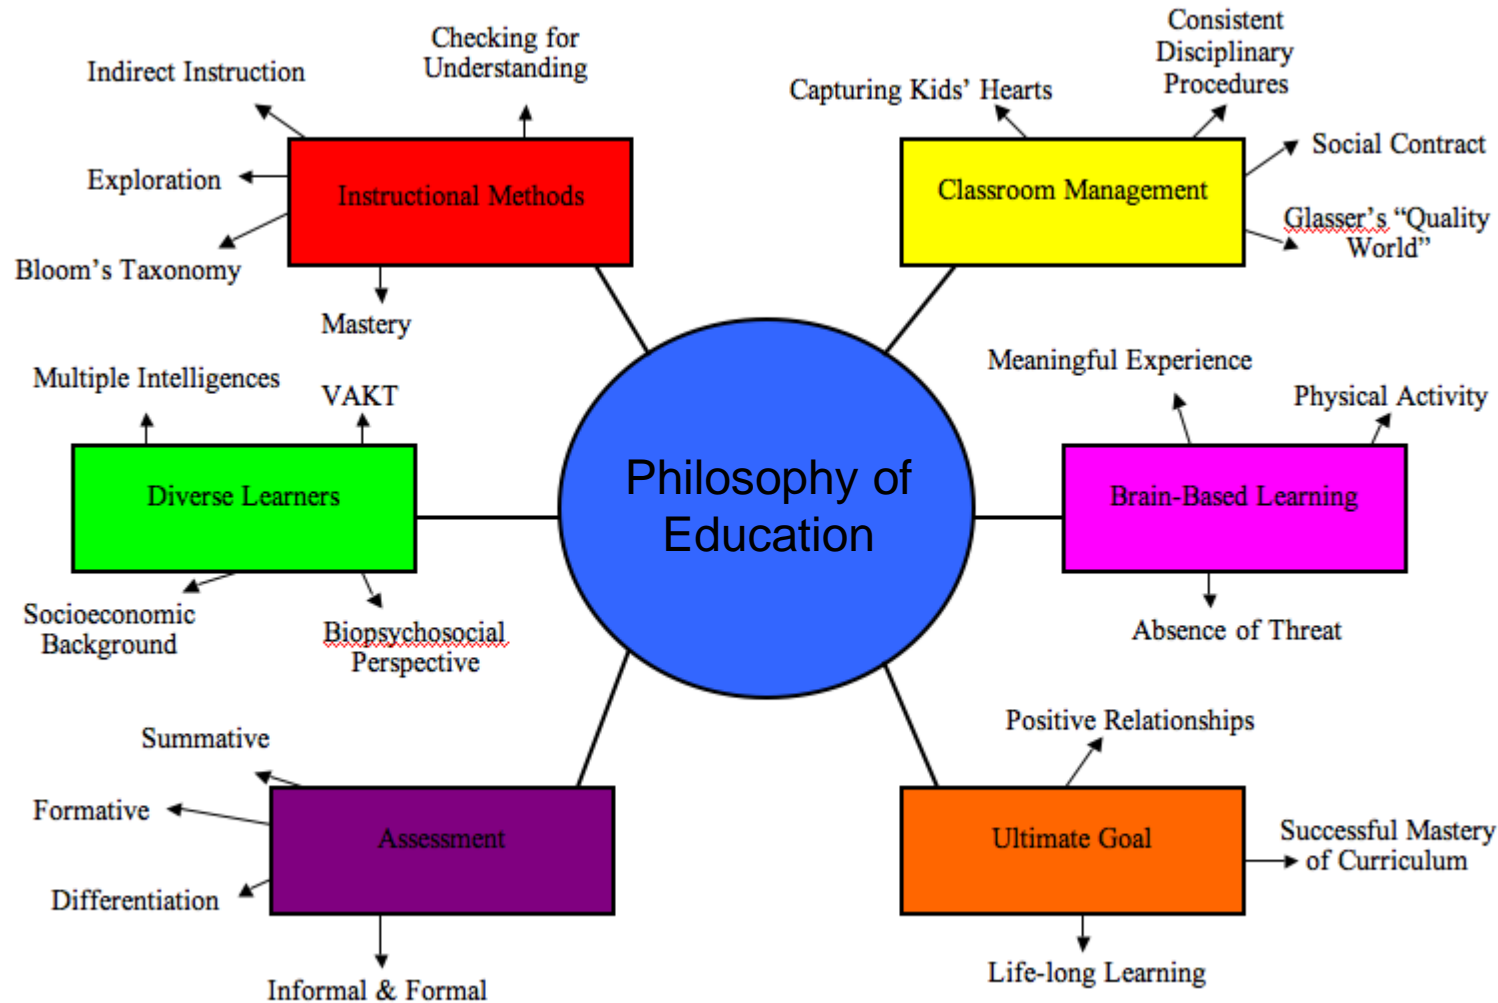 Indirect Instruction
Checking for
Understanding
Exploration
Instructional Methods
Bloom’s Taxonomy
Mastery
Capturing Kids’ Hearts
Consistent
Disciplinary
Procedures
Social Contract
Classroom Management
Glasser’s “Quality
World”
Multiple Intelligences
VAKT
Diverse Learners
Socioeconomic
Background
Biopsychosocial
Perspective
Philosophy of
Education
Meaningful Experience
Physical Activity
Brain-Based Learning
Absence of Threat
Summative
Formative
Assessment
Differentiation
Informal & Formal
Positive Relationships
Ultimate Goal
Successful Mastery
of Curriculum
Life-long Learning